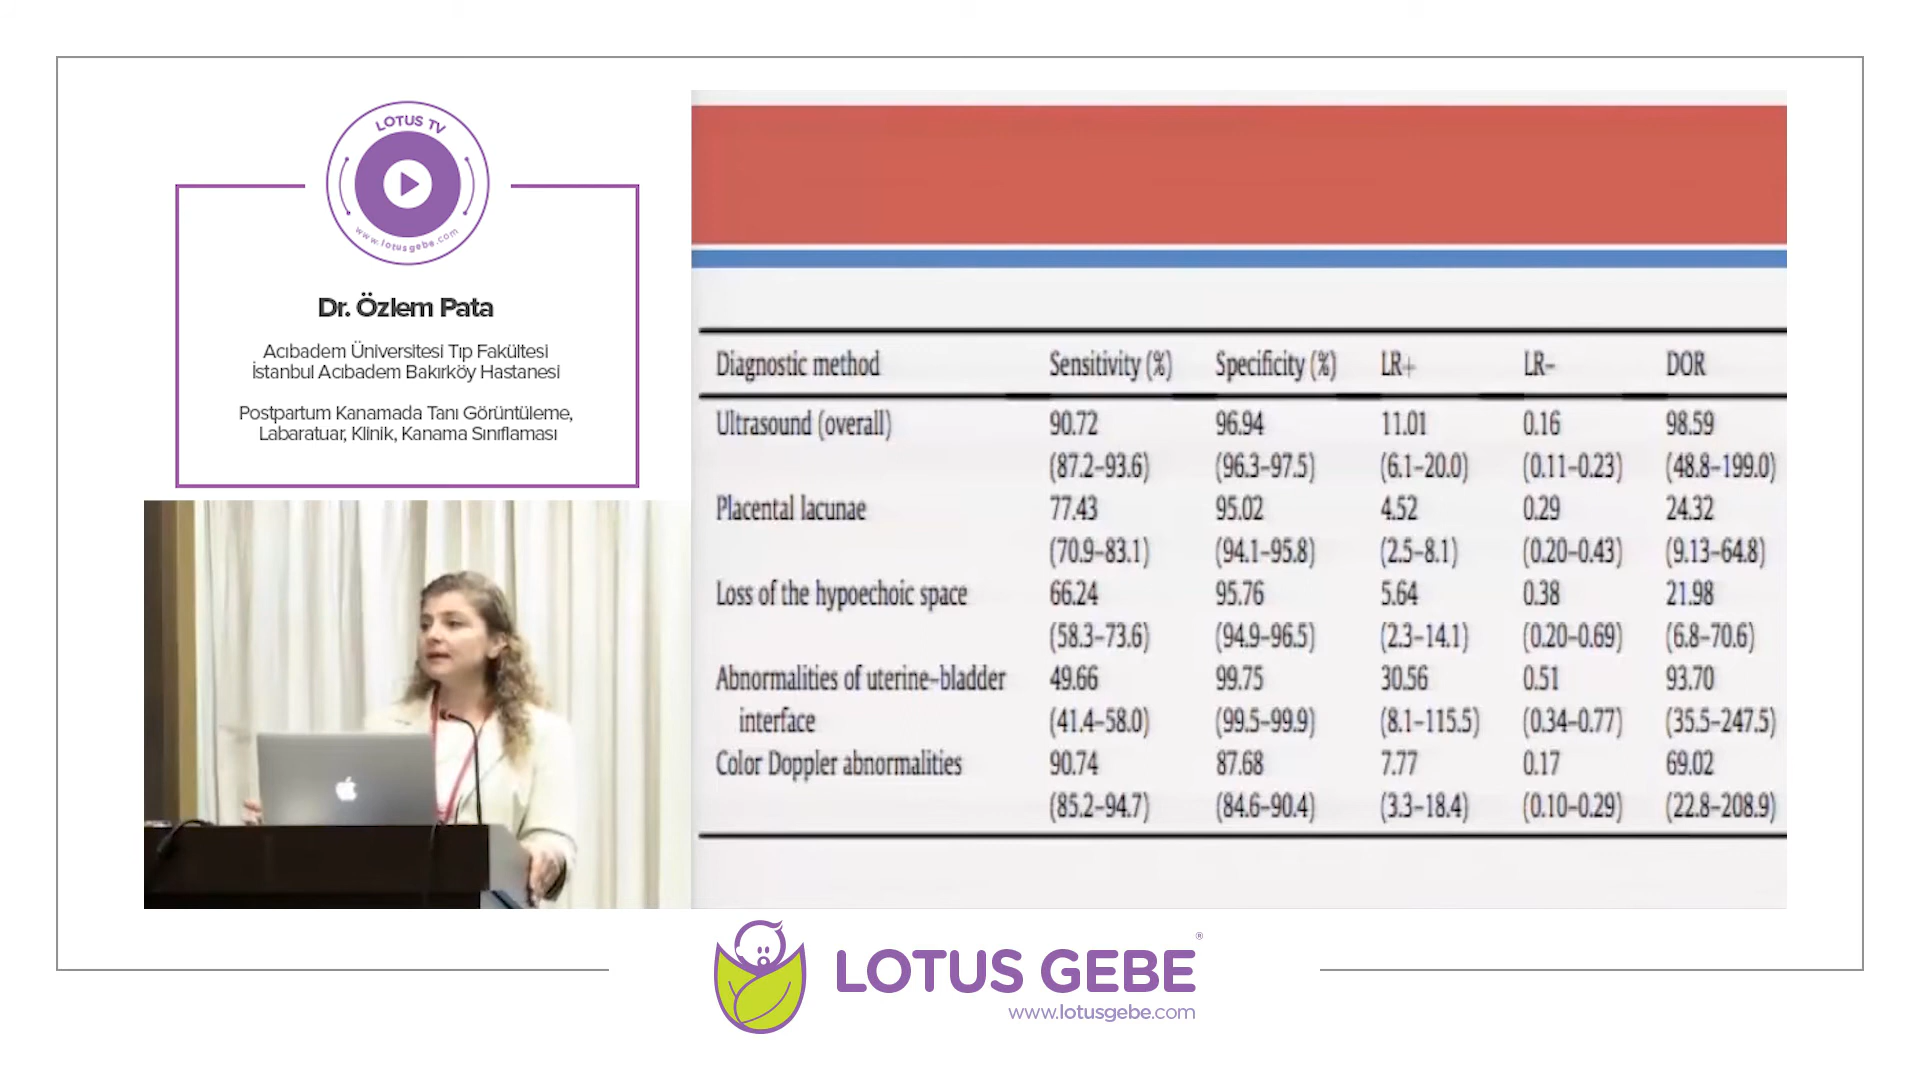 LOTUS TV
www.lotusgebe.com
Dr. Özlem Pata
Acıbadem Üniversitesi Tıp Fakültesi
İstanbul Acıbadem Bakırköy Hastanesi
Postpartum Kanamada Tanı Görüntüleme,
Labaratuar, Klinik, Kanama Sınıflaması
Diagnostic method Sensitivity (%) Specificity (%) LR+ LR− DOR
Ultrasound (overall) 90.72 96.94 11.01 0.16 98.59
(87.2–93.6) (96.3–97.5) (6.1–20.0) (0.11–0.23) (48.8–199.0)
Placental lacunae 77.43 95.02 4.52 0.29 24.32
(70.9–83.1) (94.1–95.8) (2.5–8.1) (0.20–0.43) (9.13–64.8)
Loss of the hypoechoic space 66.24 95.76 5.64 0.38 21.98
(58.3–73.6) (94.9–96.5) (2.3–14.1) (0.20–0.69) (6.8–70.6)
Abnormalities of uterine–bladder 49.66 99.75 30.56 0.51 93.70
interface (41.4–58.0) (99.5–99.9) (8.1–115.5) (0.34–0.77) (35.5–247.5)
Color Doppler abnormalities 90.74 87.68 7.77 0.17 69.02
(85.2–94.7) (84.6–90.4) (3.3–18.4) (0.10–0.29) (22.8–208.9)
LOTUS GEBE®
www.lotusgebe.com